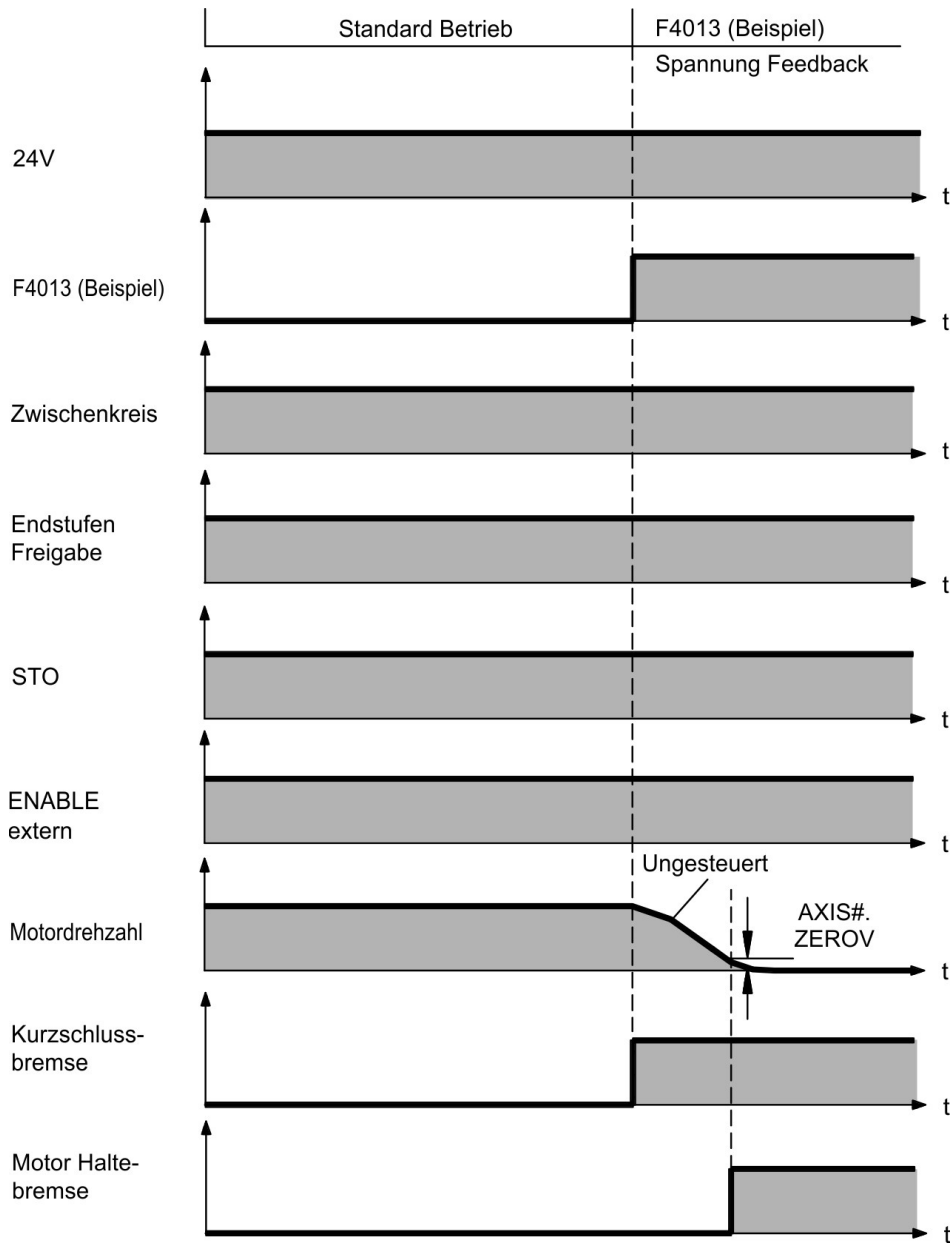 Standard Betrieb
F4013 (Beispiel)
Spannung Feedback
24V
t
F4013 (Beispiel)
t
Zwischenkreis
t
Endstufen
Freigabe
t
STO
t
ENABLE
extern
t
Ungesteuert
AXIS#.
ZEROV
Motordrehzahl
t
Kurzschluss-
bremse
t
Motor Halte-
bremse
t